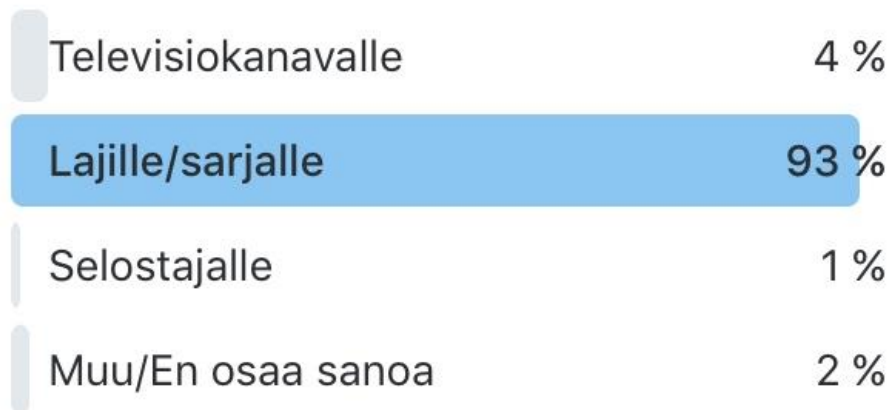 Televisiokanavalle 4 %
Lajille/sarjalle 93 %
Selostajalle 1 %
Muu/En osaa sanoa 2 %